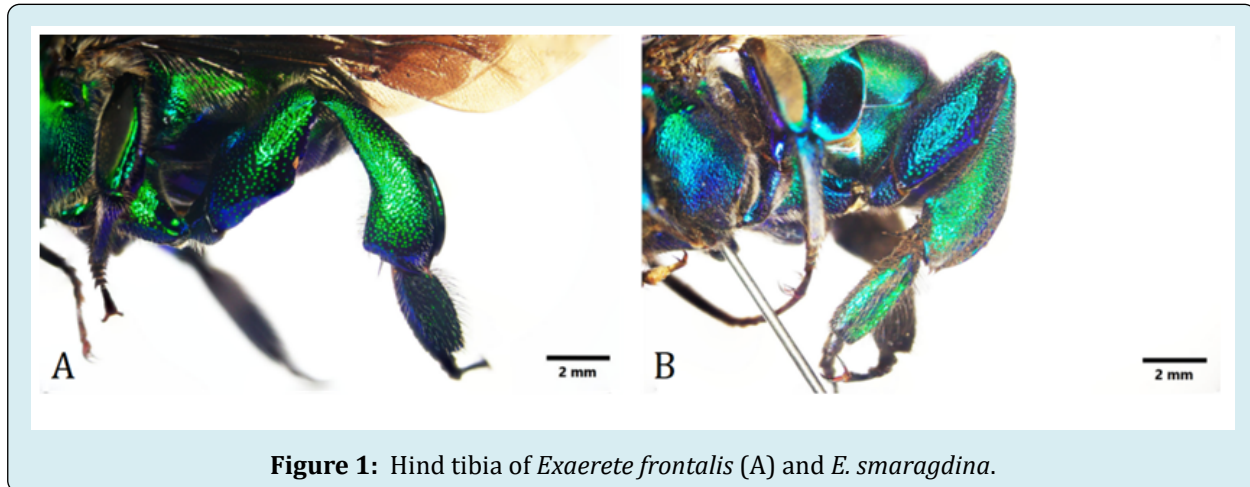 A
2 mm
B
2 mm
Figure 1: Hind tibia of Exaerete frontalis (A) and E. smaragdina.